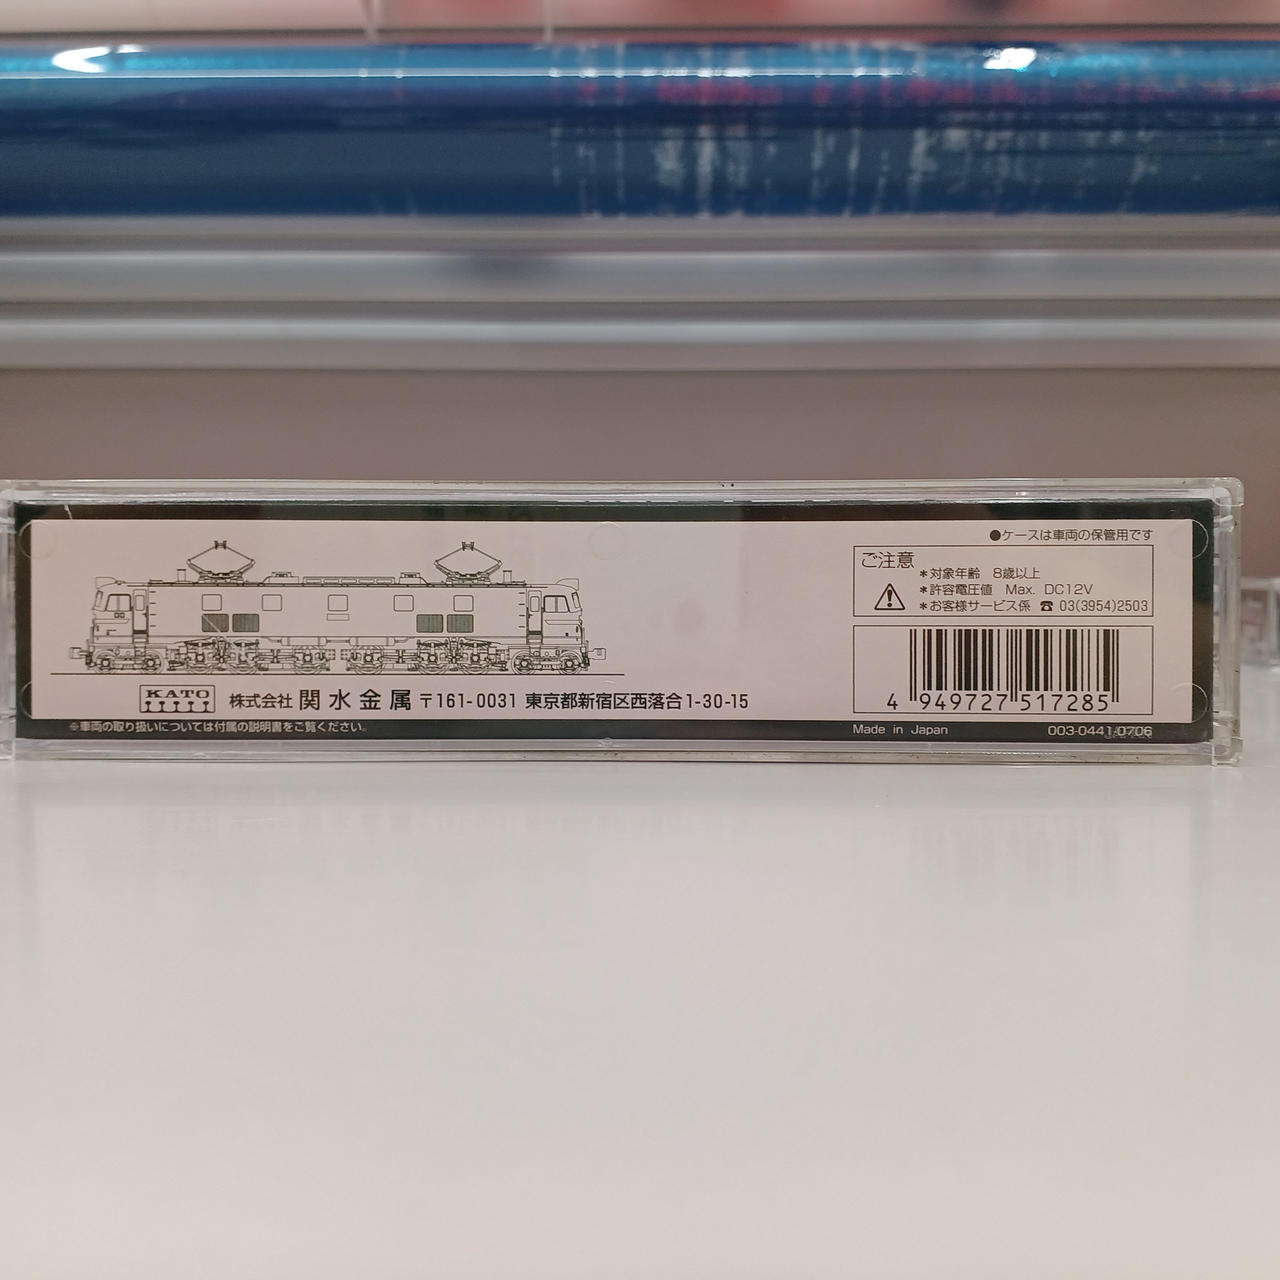 ●ケースは車両の保管用です
ご注意
＊対象年齢 8歳以上
＊許容電圧値 Max. DC12V
＊お客様サービス係 ☎ 03(3954)2503
4 949727 517285
KATO 株式会社 関水金属 〒161-0031 東京都新宿区西落合1-30-15
※車両の取り扱いについては付属の説明書をご覧ください。
Made in Japan 003-0441-0706